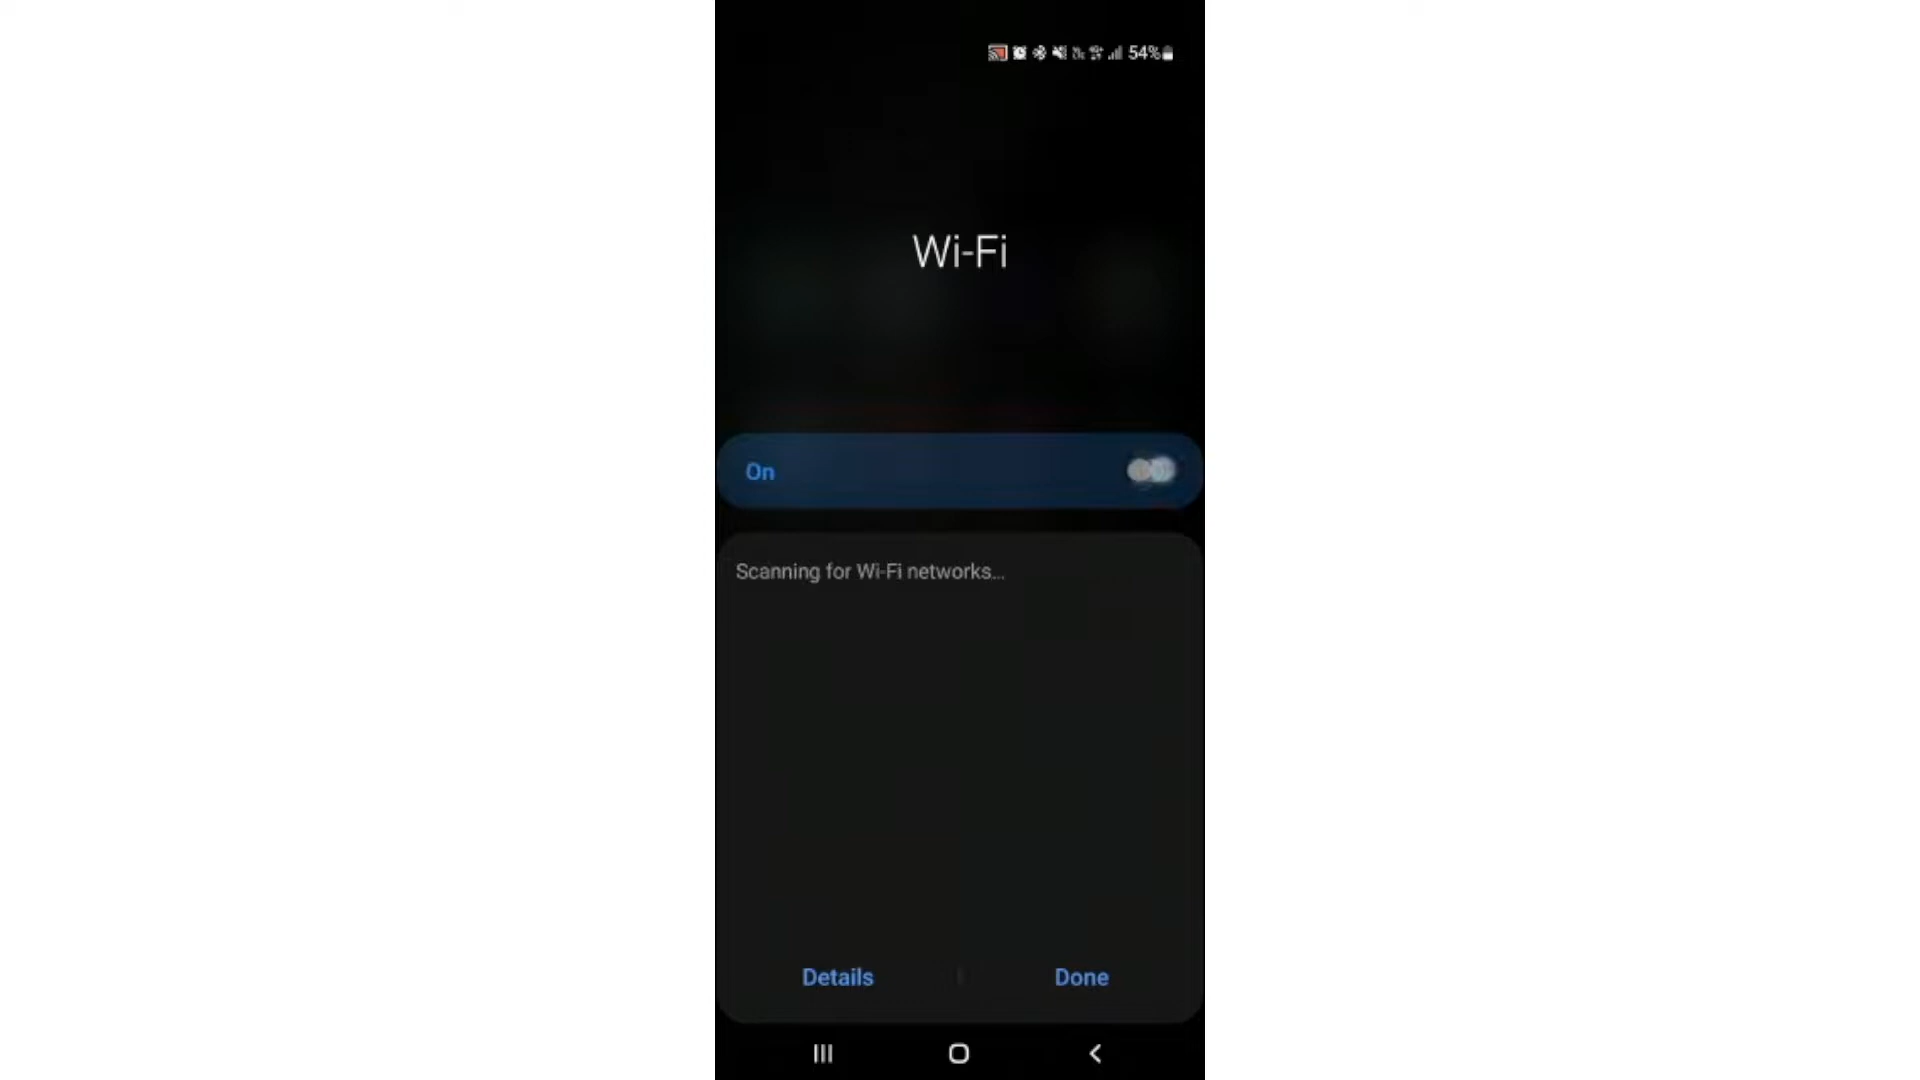 54%
Wi-Fi
On
Scanning for Wi-Fi networks...
Details
Done